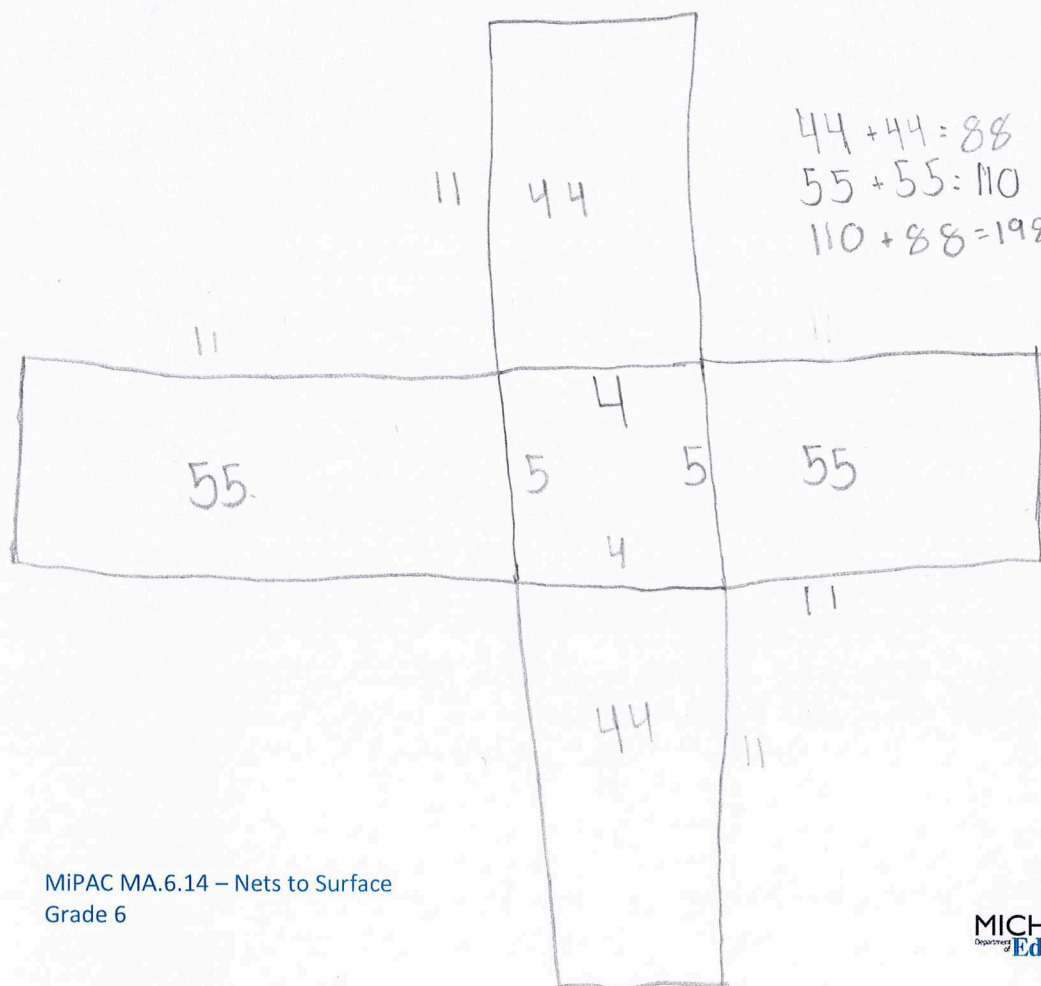 44 + 44 = 88
11
44
55 + 55 = 110
110 + 88 = 198
11
11
4
55
5
5
55
4
11
44
11
MiPAC MA.6.14 – Nets to Surface
Grade 6
MICH
Department of Ed